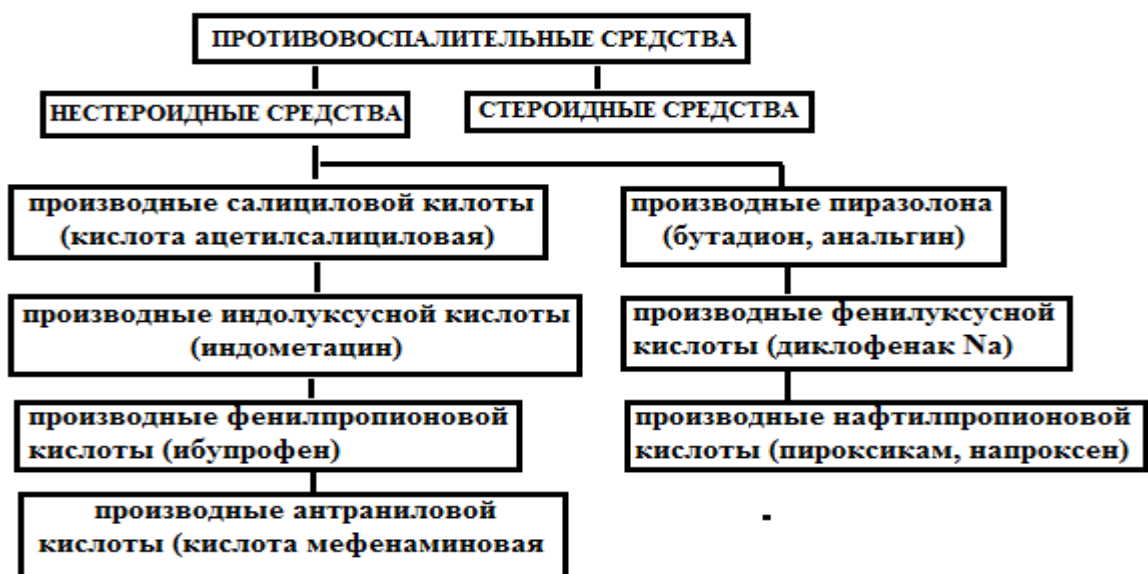 ПРОТИВОВОСПАЛИТЕЛЬНЫЕ СРЕДСТВА
НЕСТЕРОИДНЫЕ СРЕДСТВА
СТЕРОИДНЫЕ СРЕДСТВА
производные салициловой килоты
(кислота ацетилсалициловая)
производные пиразолона
(бутадион, анальгин)
производные индолуксусной кислоты
(индометацин)
производные фенилуксусной
кислоты (диклофенак Na)
производные фенилпропионовой
кислоты (ибупрофен)
производные нафтилпропионовой
кислоты (пироксикам, напроксен)
производные антраниловой
кислоты (кислота мефенаминовая